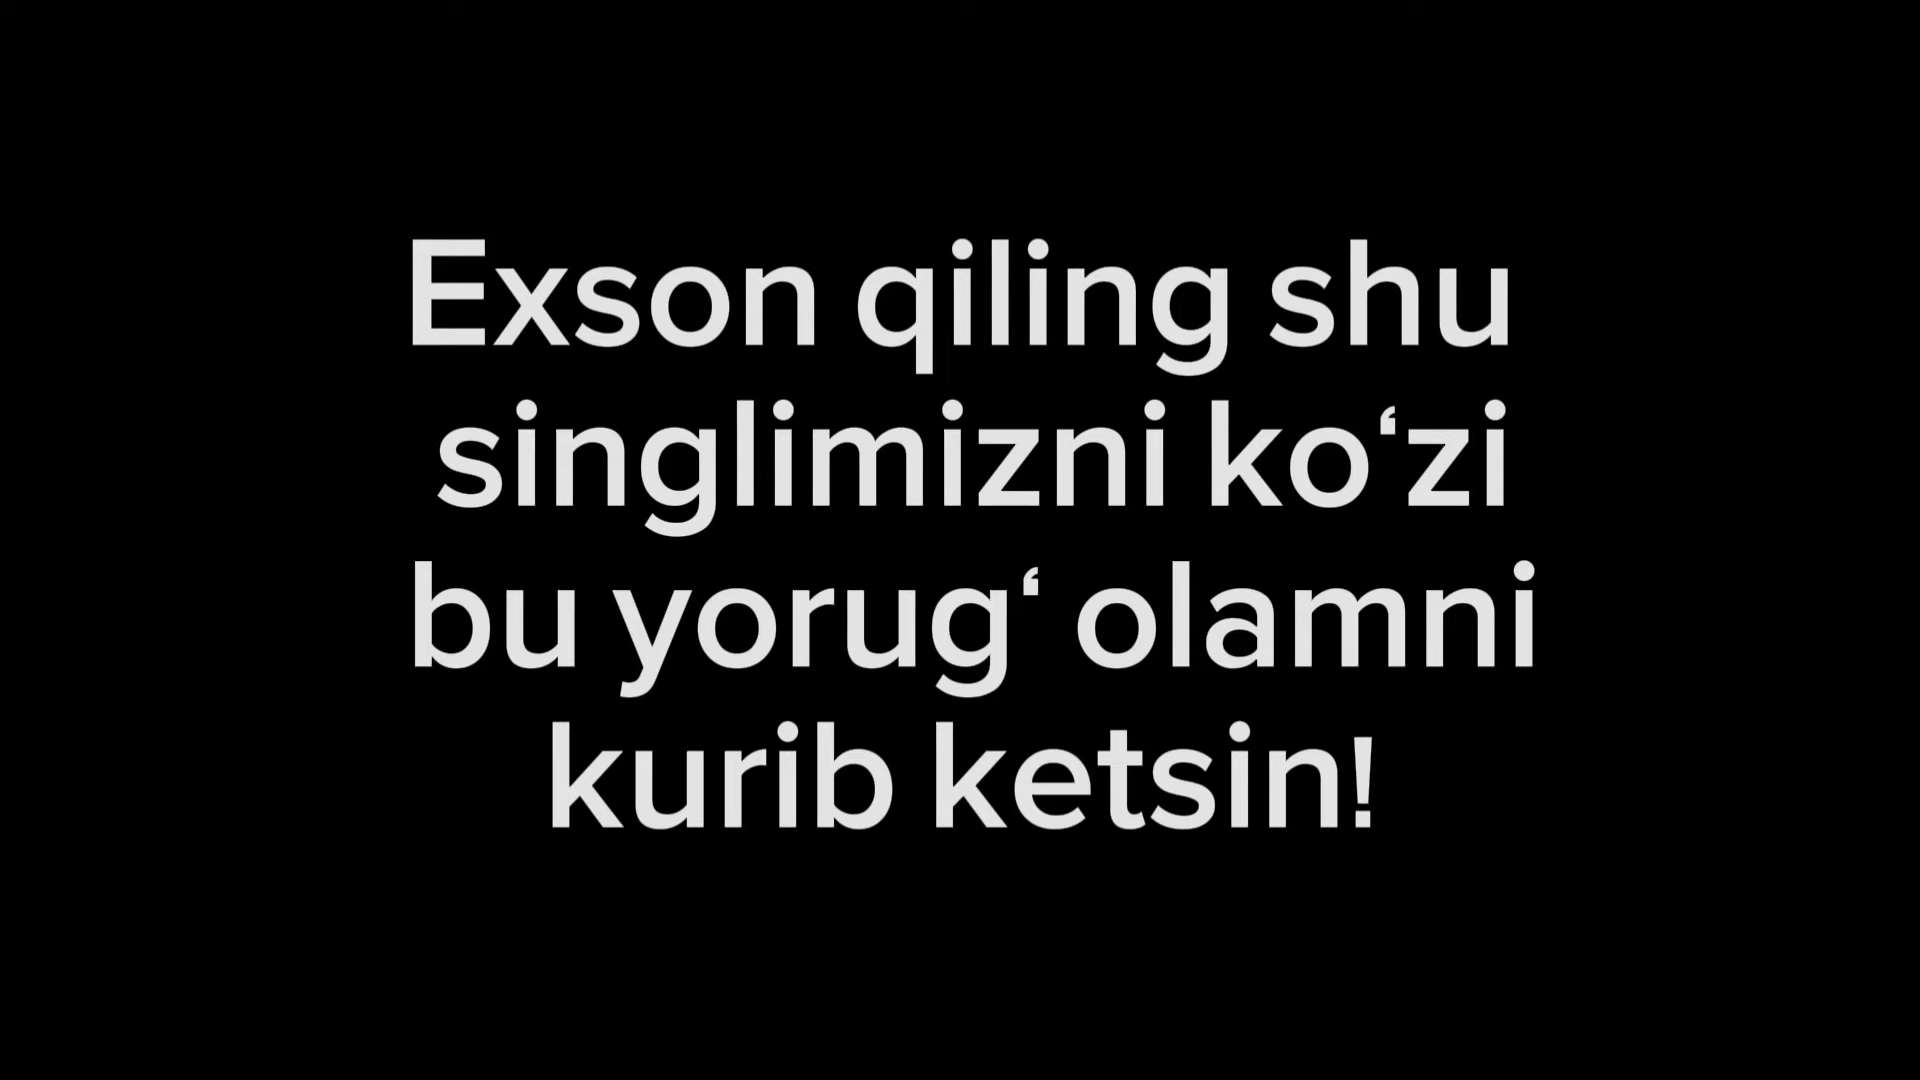 Exson qiling shu
singlimizni ko‘zi
bu yorug‘ olamni
kurib ketsin!